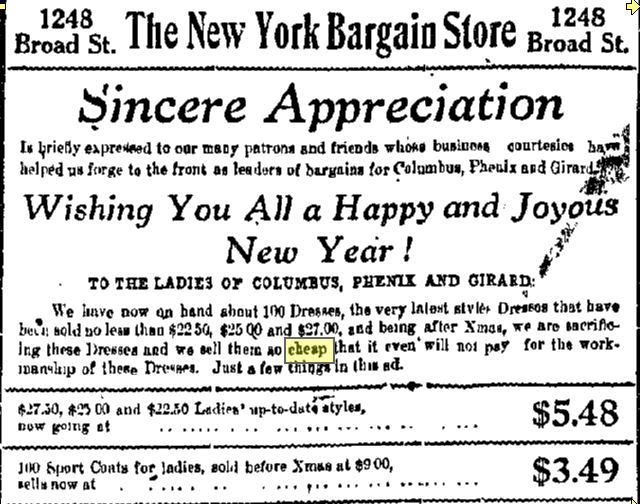 1248 Broad St. The New York Bargain Store 1248 Broad St.
Sincere Appreciation
Is briefly expressed to our many patrons and friends whose business courtesies have
helped us forge to the front as leaders of bargains for Columbus, Phenix and Girard.
Wishing You All a Happy and Joyous
New Year!
TO THE LADIES OF COLUMBUS, PHENIX AND GIRARD:
We have now on hand about 100 Dresses, the very latest styles Dresses that have
been sold no less than $22.50, $25.00 and $27.00, and being after Xmas, we are sacrific-
ing these Dresses and we sell them so cheap that it even will not pay for the work-
manship of these Dresses. Just a few things in this ad.
$27.50, $25.00 and $22.50 Ladies' up-to-date styles,
now going at $5.48
100 Sport Coats for ladies, sold before Xmas at $9.00,
sells now at $3.49